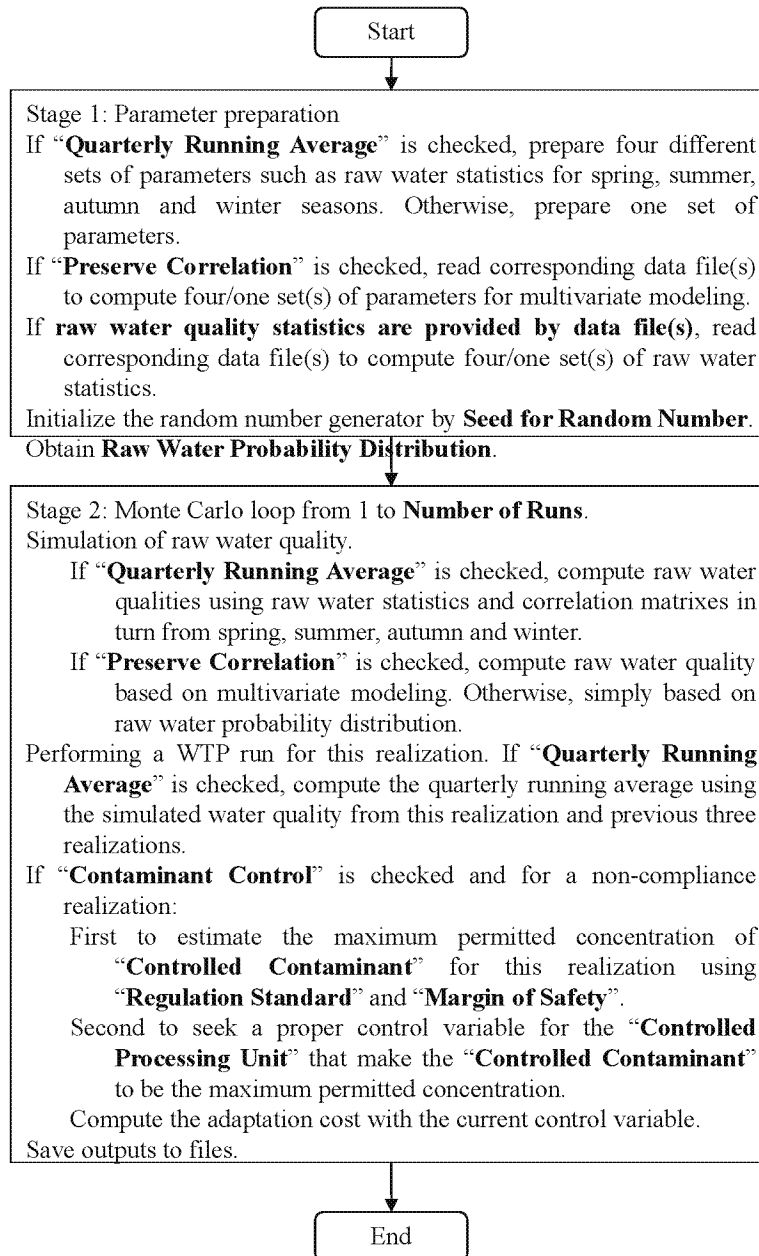 Start
Stage 1: Parameter preparation
If “Quarterly Running Average” is checked, prepare four different
sets of parameters such as raw water statistics for spring, summer,
autumn and winter seasons. Otherwise, prepare one set of
parameters.
If “Preserve Correlation” is checked, read corresponding data file(s)
to compute four/one set(s) of parameters for multivariate modeling.
If raw water quality statistics are provided by data file(s), read
corresponding data file(s) to compute four/one set(s) of raw water
statistics.
Initialize the random number generator by Seed for Random Number.
Obtain Raw Water Probability Distribution.
Stage 2: Monte Carlo loop from 1 to Number of Runs.
Simulation of raw water quality.
If “Quarterly Running Average” is checked, compute raw water
qualities using raw water statistics and correlation matrixes in
turn from spring, summer, autumn and winter.
If “Preserve Correlation” is checked, compute raw water quality
based on multivariate modeling. Otherwise, simply based on
raw water probability distribution.
Performing a WTP run for this realization. If “Quarterly Running
Average” is checked, compute the quarterly running average using
the simulated water quality from this realization and previous three
realizations.
If “Contaminant Control” is checked and for a non-compliance
realization:
First to estimate the maximum permitted concentration of
“Controlled Contaminant” for this realization using
“Regulation Standard” and “Margin of Safety”.
Second to seek a proper control variable for the “Controlled
Processing Unit” that make the “Controlled Contaminant”
to be the maximum permitted concentration.
Compute the adaptation cost with the current control variable.
Save outputs to files.
End